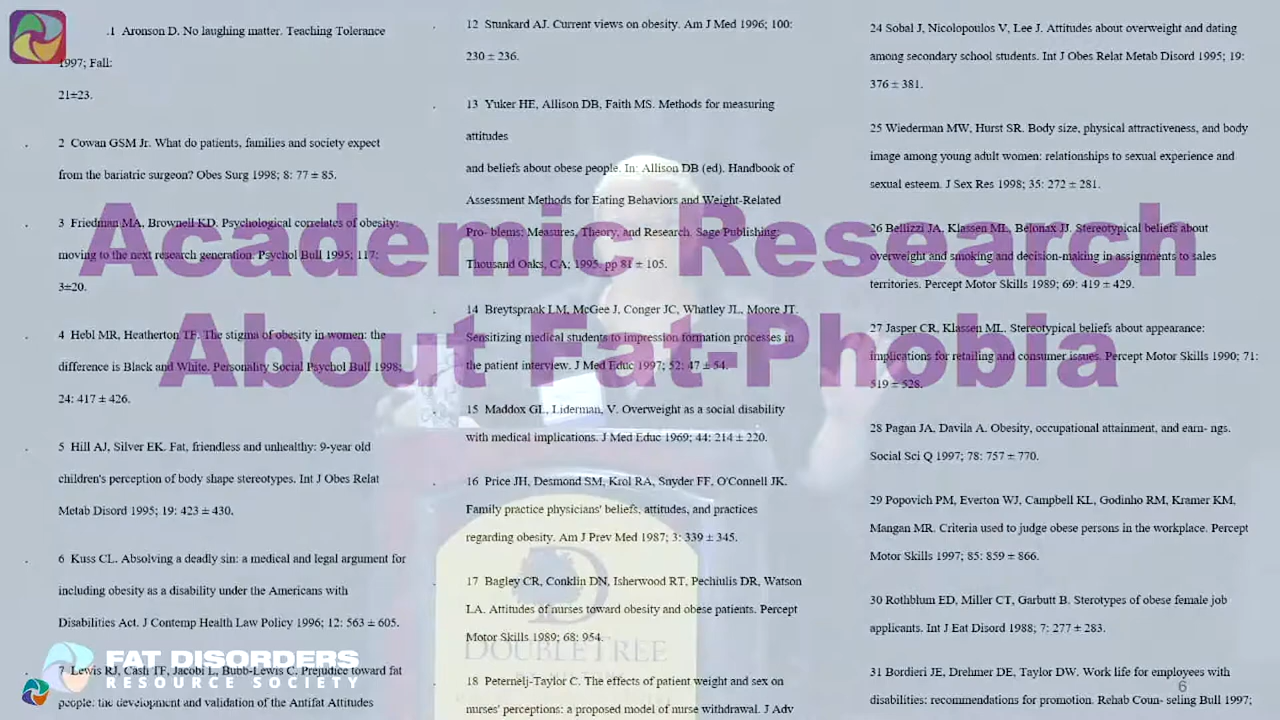 .1 Aronson D. No laughing matter. Teaching Tolerance
1997; Fall:
21±23.
2 Cowan GSM Jr. What do patients, families and society expect
from the bariatric surgeon? Obes Surg 1998; 8: 77 ± 85.
3 Friedman MA, Brownell KD. Psychological correlates of obesity:
moving to the next research generation. Psychol Bull 1995; 117:
3±20.
4 Hebl MR, Heatherton TF. The stigma of obesity in women: the
difference is Black and White. Personality Social Psychol Bull 1998;
24: 417 ± 426.
5 Hill AJ, Silver EK. Fat, friendless and unhealthy: 9-year old
children's perception of body shape stereotypes. Int J Obes Relat
Metab Disord 1995; 19: 423 ± 430.
6 Kuss CL. Absolving a deadly sin: a medical and legal argument for
including obesity as a disability under the Americans with
Disabilities Act. J Contemp Health Law Policy 1996; 12: 563 ± 605.
7 Lewis RJ, Cash TF, Jacobi L, Bubb-Lewis C. Prejudice toward fat
people: the development and validation of the Antifat Attitudes
12 Stunkard AJ. Current views on obesity. Am J Med 1996; 100:
230 ± 236.
13 Yuker HE, Allison DB, Faith MS. Methods for measuring
attitudes
and beliefs about obese people. In: Allison DB (ed). Handbook of
Assessment Methods for Eating Behaviors and Weight-Related
Pro- blems: Measures, Theory, and Research. Sage Publishing:
Thousand Oaks, CA; 1995. pp 81 ± 105.
14 Breytspraak LM, McGee J, Conger JC, Whatley JL, Moore JT.
Sensitizing medical students to impression formation processes in
the patient interview. J Med Educ 1997; 52: 47 ± 54.
15 Maddox GL, Liderman, V. Overweight as a social disability
with medical implications. J Med Educ 1969; 44: 214 ± 220.
16 Price JH, Desmond SM, Krol RA, Snyder FF, O'Connell JK.
Family practice physicians' beliefs, attitudes, and practices
regarding obesity. Am J Prev Med 1987; 3: 339 ± 345.
17 Bagley CR, Conklin DN, Isherwood RT, Pechiulis DR, Watson
LA. Attitudes of nurses toward obesity and obese patients. Percept
Motor Skills 1989; 68: 954.
18 Peternelj-Taylor C. The effects of patient weight and sex on
nurses' perceptions: a proposed model of nurse withdrawal. J Adv
24 Sobal J, Nicolopoulos V, Lee J. Attitudes about overweight and dating
among secondary school students. Int J Obes Relat Metab Disord 1995; 19:
376 ± 381.
25 Wiederman MW, Hurst SR. Body size, physical attractiveness, and body
image among young adult women: relationships to sexual experience and
sexual esteem. J Sex Res 1998; 35: 272 ± 281.
26 Bellizzi JA, Klassen ML, Belonax JJ. Stereotypical beliefs about
overweight and smoking and decision-making in assignments to sales
territories. Percept Motor Skills 1989; 69: 419 ± 429.
27 Jasper CR, Klassen ML. Stereotypical beliefs about appearance:
implications for retailing and consumer issues. Percept Motor Skills 1990; 71:
519 ± 528.
28 Pagan JA, Davila A. Obesity, occupational attainment, and earn- ngs.
Social Sci Q 1997; 78: 757 ± 770.
29 Popovich PM, Everton WJ, Campbell KL, Godinho RM, Kramer KM,
Mangan MR. Criteria used to judge obese persons in the workplace. Percept
Motor Skills 1997; 85: 859 ± 866.
30 Rothblum ED, Miller CT, Garbutt B. Sterotypes of obese female job
applicants. Int J Eat Disord 1988; 7: 277 ± 283.
31 Bordieri JE, Drehmer DE, Taylor DW. Work life for employees with
disabilities: recommendations for promotion. Rehab Coun- seling Bull 1997;
Academic Research
About Fat-Phobia
DOUBLETREE
FAT DISORDERS
RESOURCE SOCIETY
6